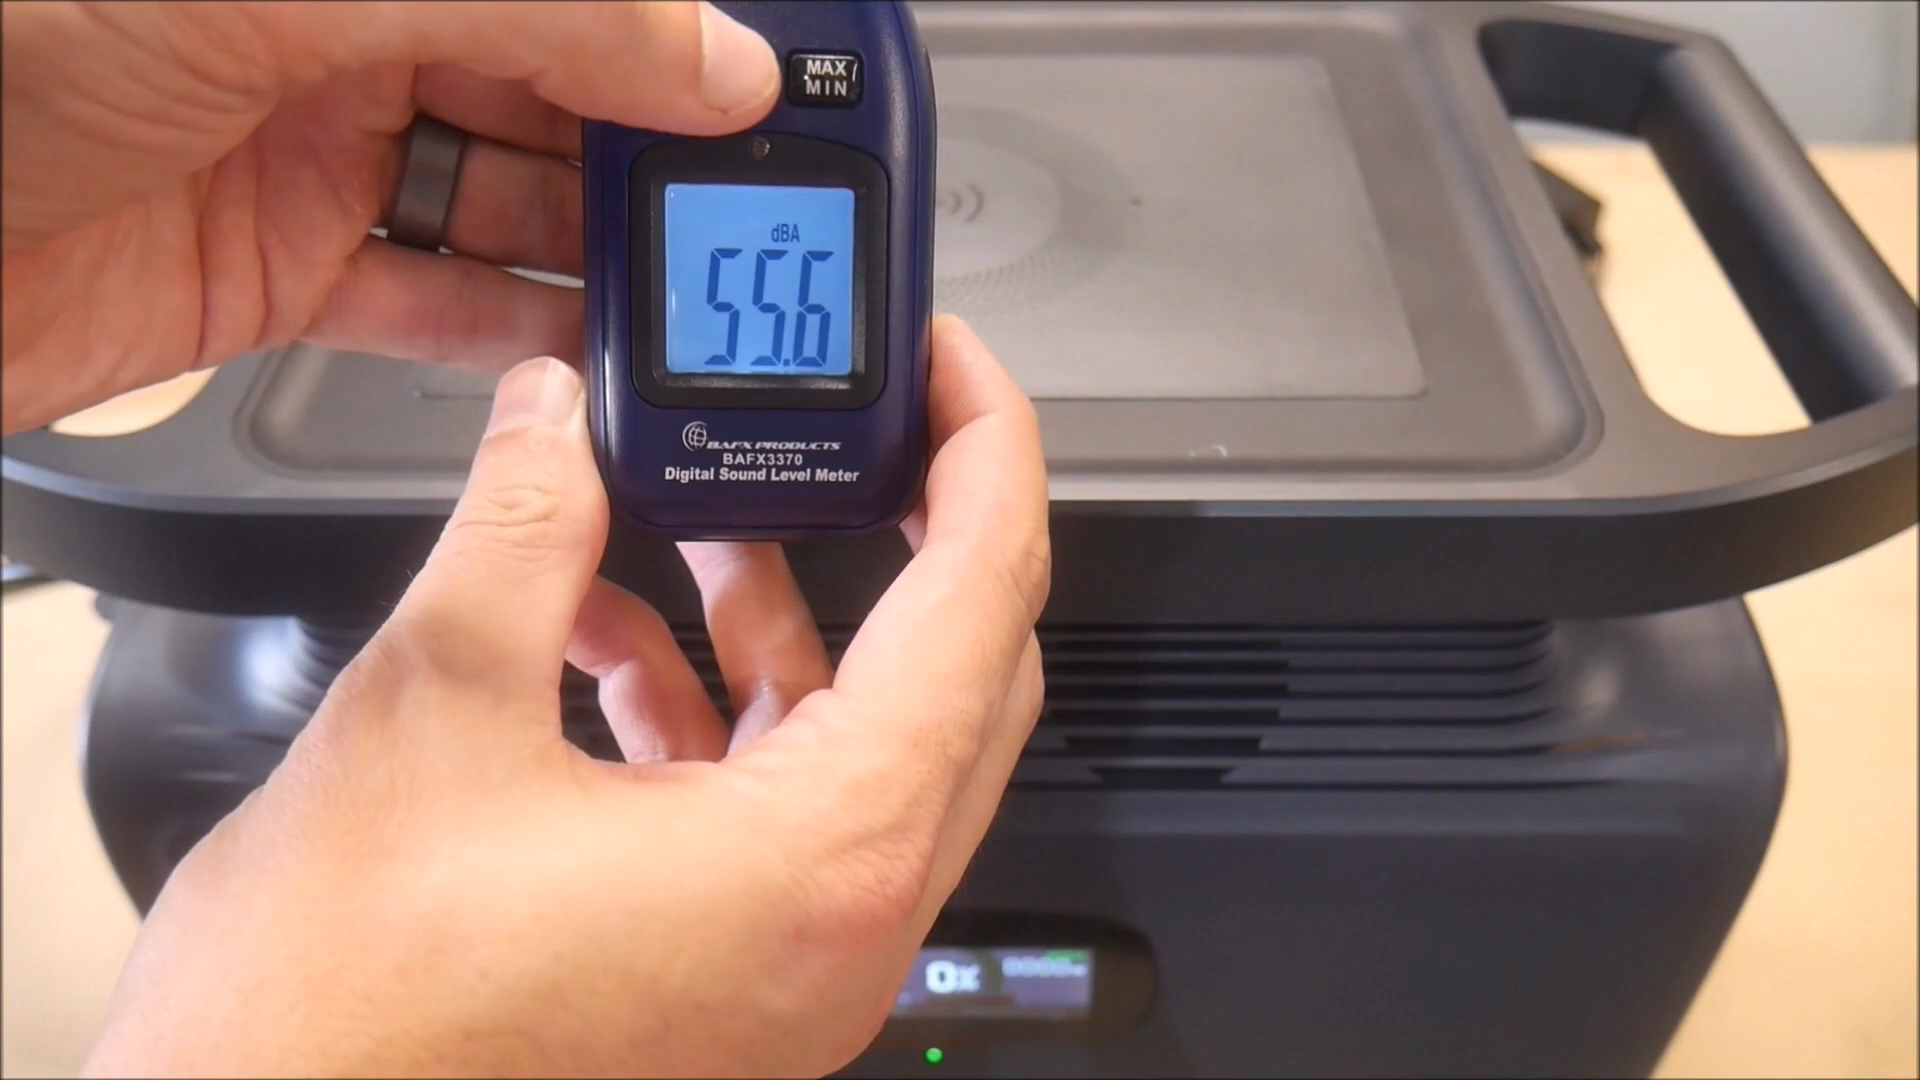 MAX
MIN
dBA
55.6
BAFX PRODUCTS
BAFX3370
Digital Sound Level Meter